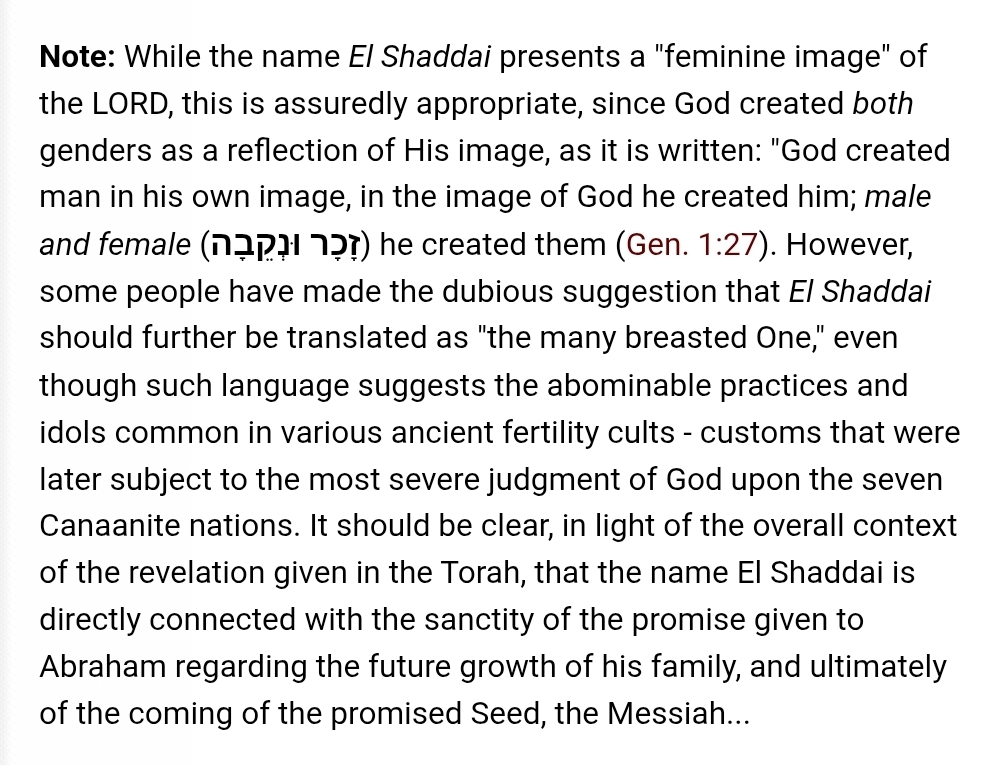 Note: While the name El Shaddai presents a "feminine image" of
the LORD, this is assuredly appropriate, since God created both
genders as a reflection of His image, as it is written: "God created
man in his own image, in the image of God he created him; male
and female (זָכָר וּנְקֵבָה) he created them (Gen. 1:27). However,
some people have made the dubious suggestion that El Shaddai
should further be translated as "the many breasted One," even
though such language suggests the abominable practices and
idols common in various ancient fertility cults - customs that were
later subject to the most severe judgment of God upon the seven
Canaanite nations. It should be clear, in light of the overall context
of the revelation given in the Torah, that the name El Shaddai is
directly connected with the sanctity of the promise given to
Abraham regarding the future growth of his family, and ultimately
of the coming of the promised Seed, the Messiah...